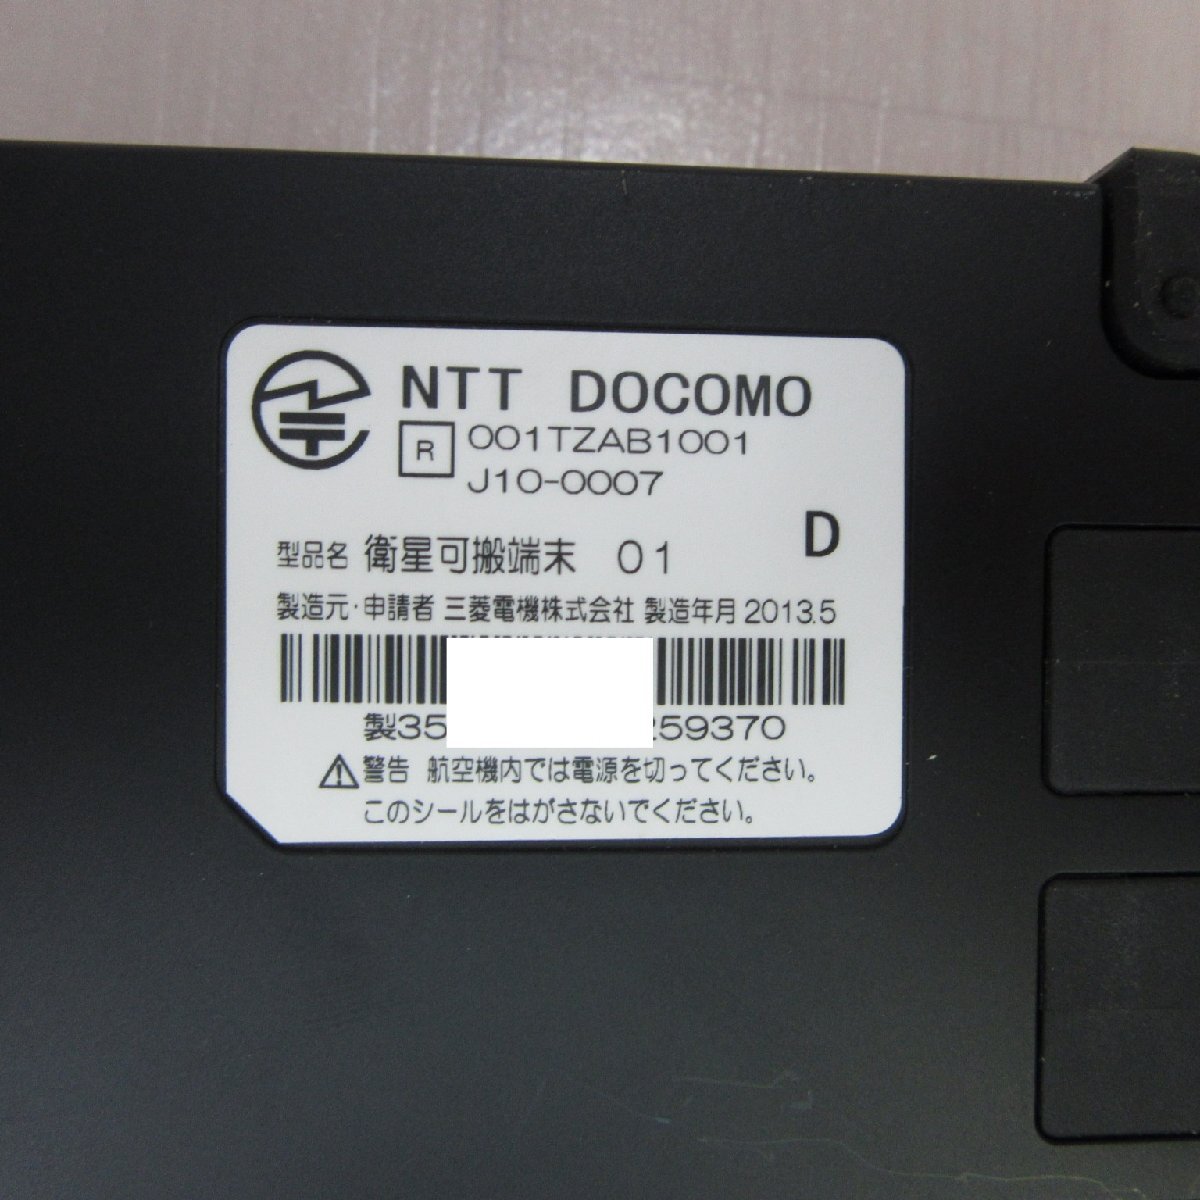 NTT DOCOMO
R 001TZAB1001
J10-0007
D
型品名 衛星可搬端末 01
製造元・申請者 三菱電機株式会社 製造年月 2013.5
製35 259370
警告 航空機内では電源を切ってください。
このシールをはがさないでください。